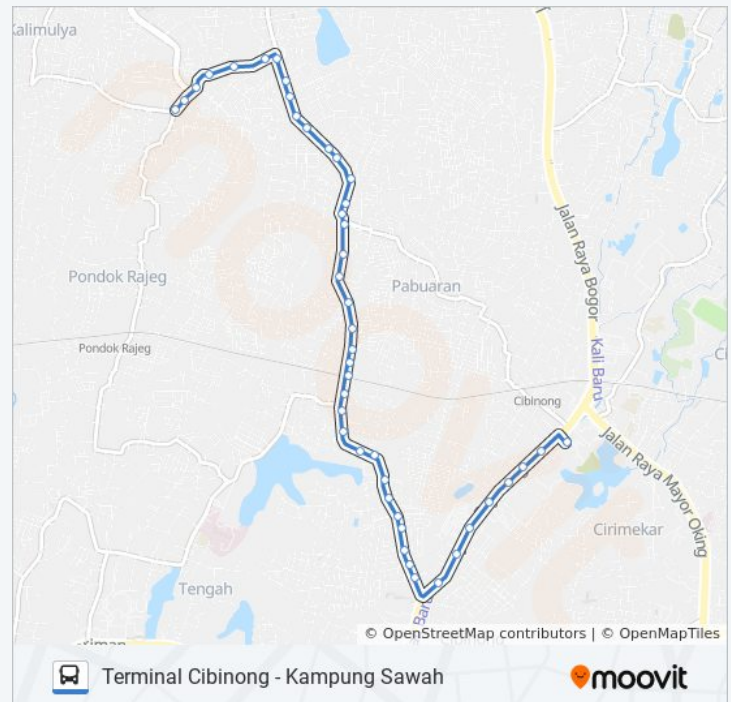 Kalimulya
Jalan Raya Bogor
Pondok Rajeg
Pabuaran
Kali Baru
Pondok Rajeg
Cibinong
Jalan Raya Mayor Oking
Cirimekar
Tengah
© OpenStreetMap contributors | © OpenMapTiles
Terminal Cibinong - Kampung Sawah
moovit